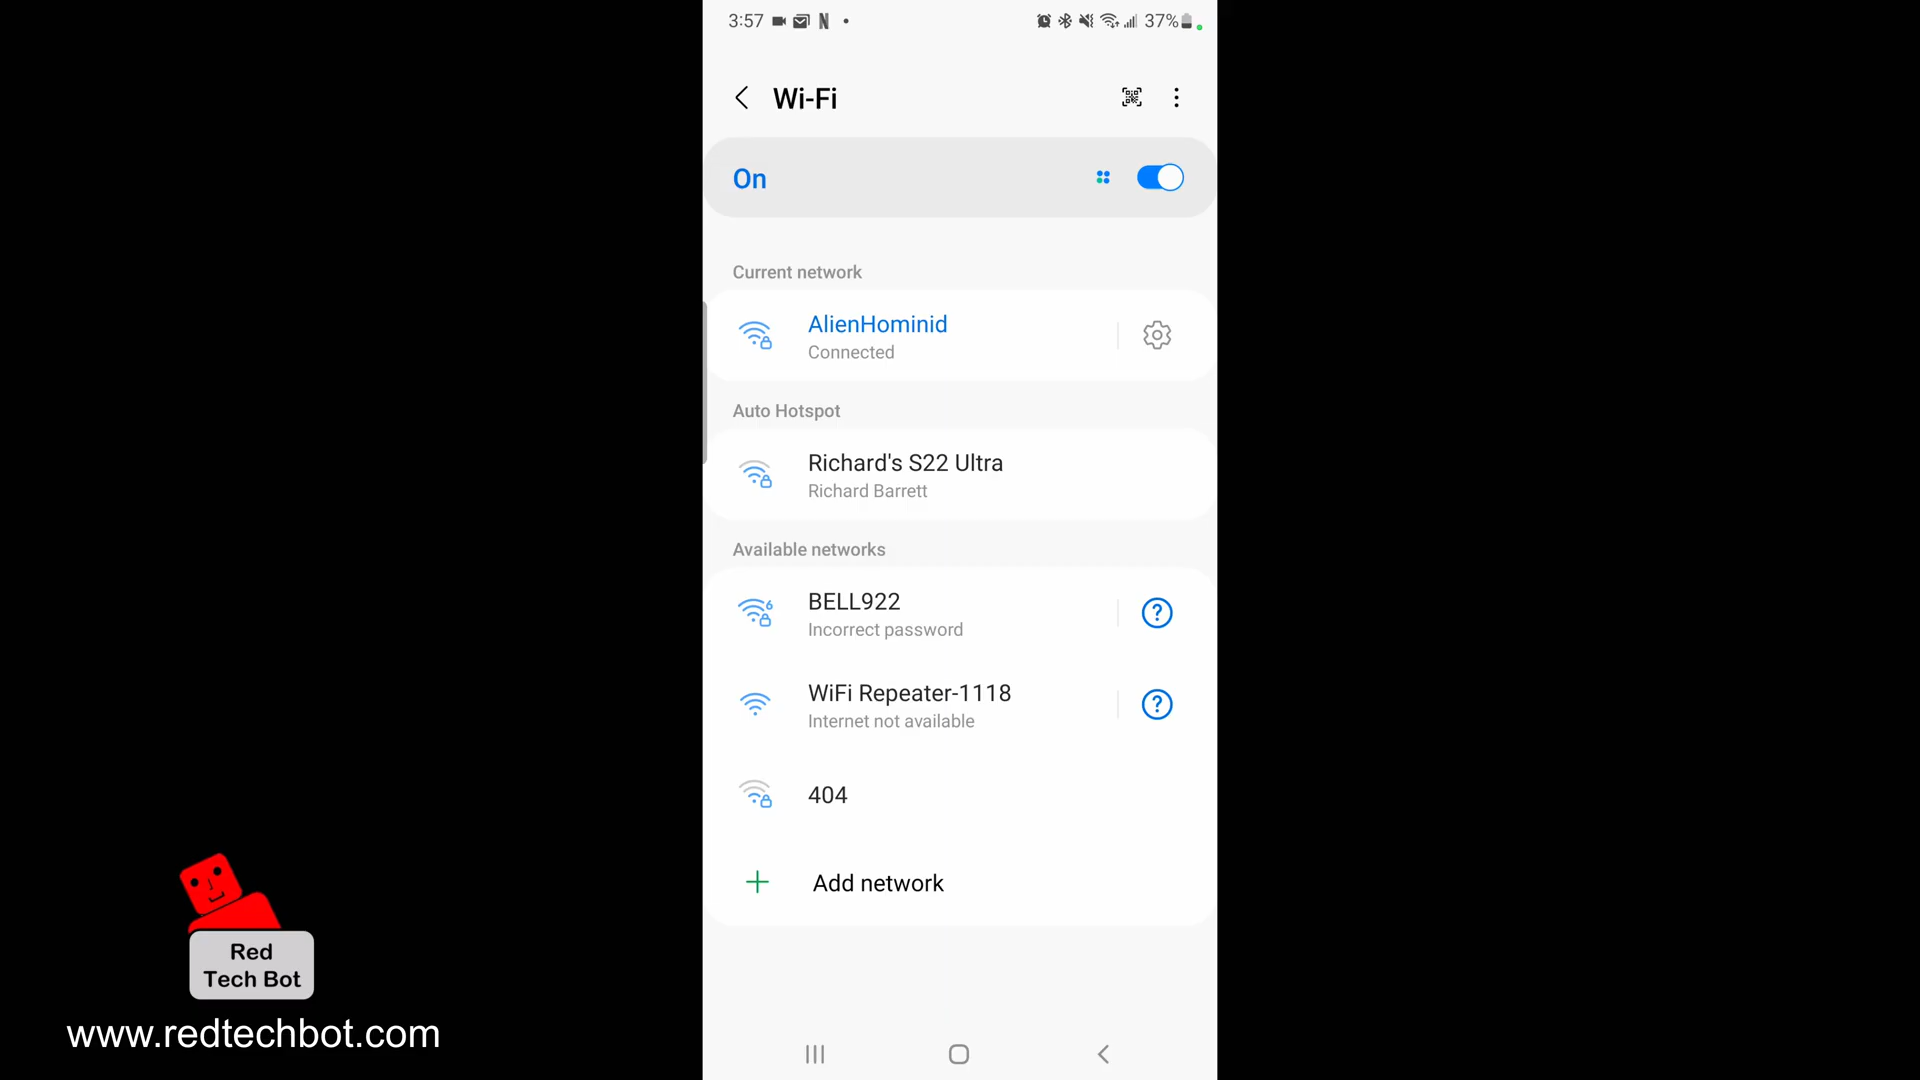 3:57 N 37%
Wi-Fi
On
Current network
AlienHominid
Connected
Auto Hotspot
Richard's S22 Ultra
Richard Barrett
Available networks
6 BELL922
Incorrect password
WiFi Repeater-1118
Internet not available
404
Add network
Red
Tech Bot
www.redtechbot.com